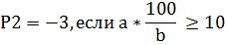 P2 = −3, если a * 100/b ≥ 10